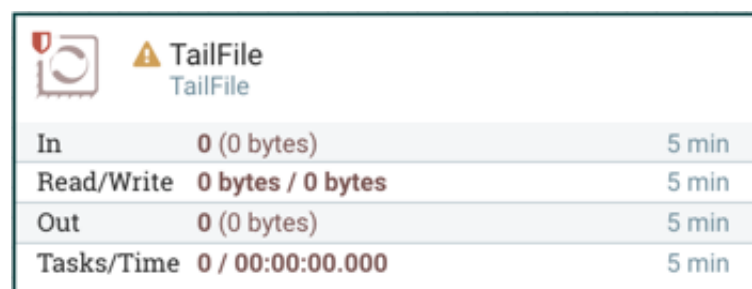 TailFile
TailFile
In 0 (0 bytes) 5 min
Read/Write 0 bytes / 0 bytes 5 min
Out 0 (0 bytes) 5 min
Tasks/Time 0 / 00:00:00.000 5 min